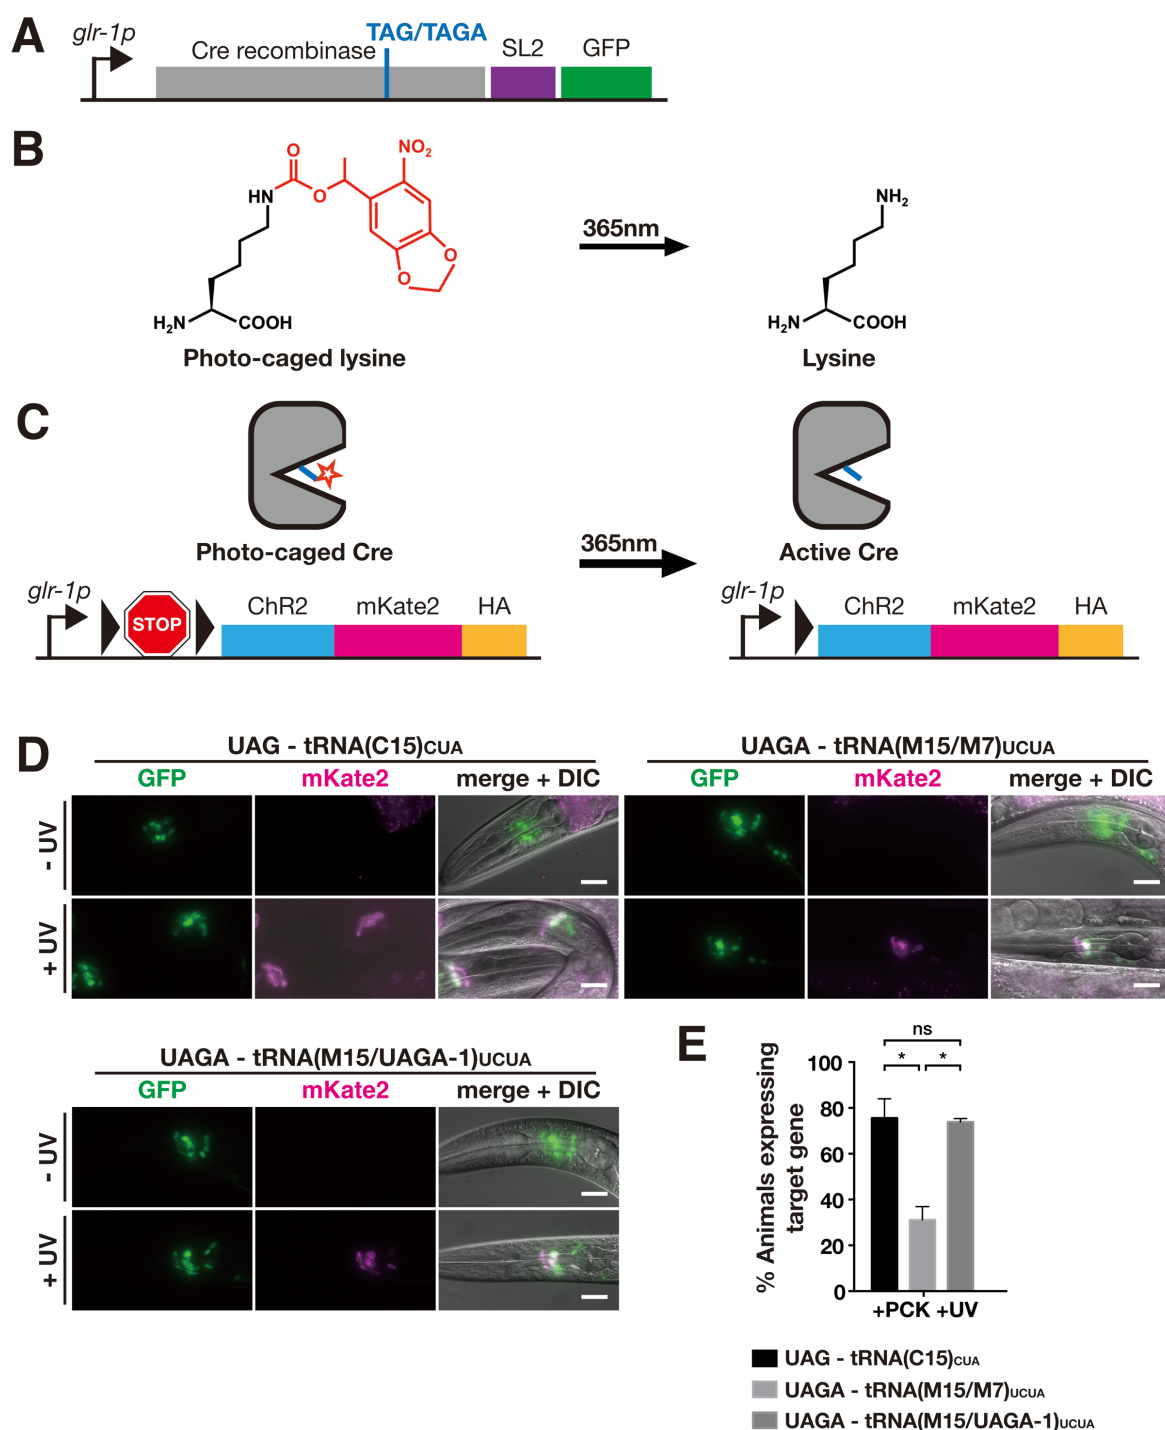 A
glr-1p
Cre recombinase
TAG/TAGA
SL2
GFP
B
O
HN
O
NO2
O
O
H2N
COOH
Photo-caged lysine
365nm
NH2
H2N
COOH
Lysine
C
Photo-caged Cre
365nm
Active Cre
glr-1p
STOP
ChR2
mKate2
HA
glr-1p
ChR2
mKate2
HA
D
UAG - tRNA(C15)CUA
GFP
mKate2
merge + DIC
- UV
+ UV
UAGA - tRNA(M15/M7)UCUA
GFP
mKate2
merge + DIC
UAGA - tRNA(M15/UAGA-1)UCUA
GFP
mKate2
merge + DIC
- UV
+ UV
E
% Animals expressing
target gene
100
80
60
40
20
0
ns
*
*
+PCK +UV
UAG - tRNA(C15)CUA
UAGA - tRNA(M15/M7)UCUA
UAGA - tRNA(M15/UAGA-1)UCUA